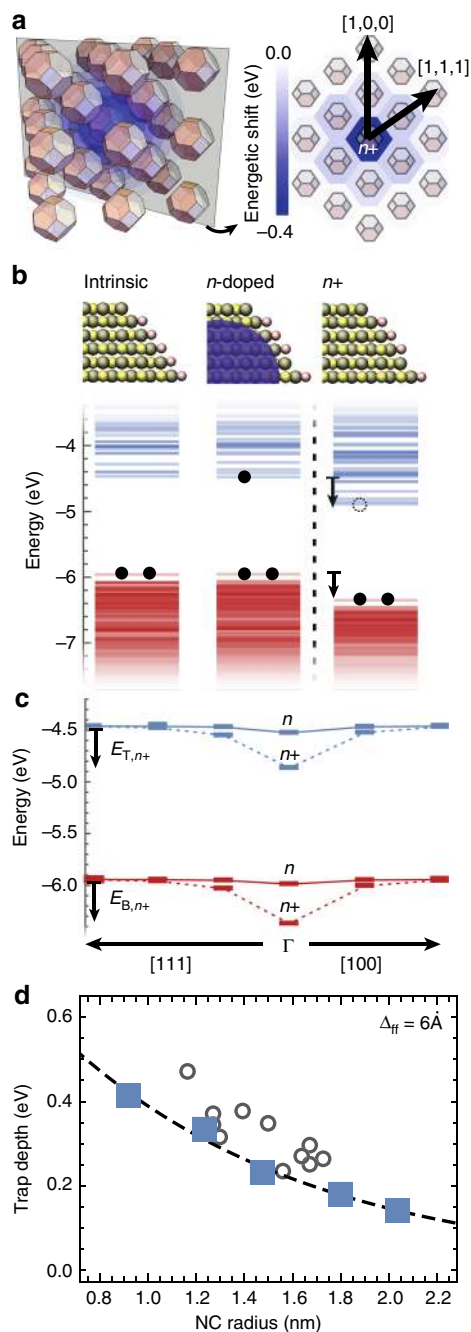 a
0.0
Energetic shift (eV)
–0.4
[1,0,0]
[1,1,1]
n+
b
Intrinsic
n-doped
n+
Energy (eV)
–4
–5
–6
–7
c
Energy (eV)
–4.5
–5.0
–5.5
–6.0
n
n+
E_T,n+
n
n+
E_B,n+
Γ
[111]
[100]
d
Δff = 6Å
Trap depth (eV)
0.6
0.4
0.2
0.0
0.8 1.0 1.2 1.4 1.6 1.8 2.0 2.2
NC radius (nm)